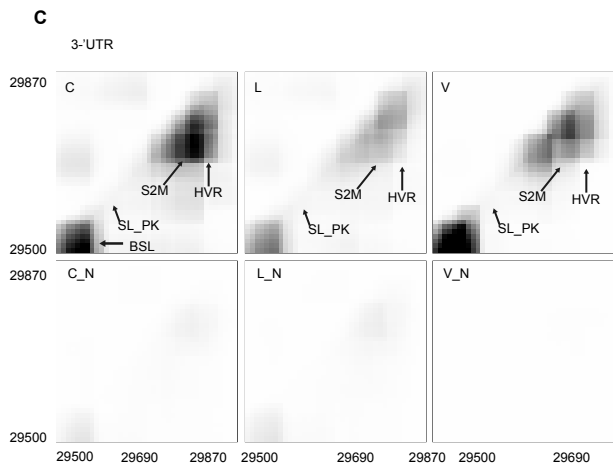 C
3-'UTR
29870
C
L
V
S2M
HVR
S2M
HVR
S2M
HVR
SL_PK
SL_PK
SL_PK
BSL
29500
29870
C_N
L_N
V_N
29500
29500 29690 29870 29500 29690 29870 29500 29690